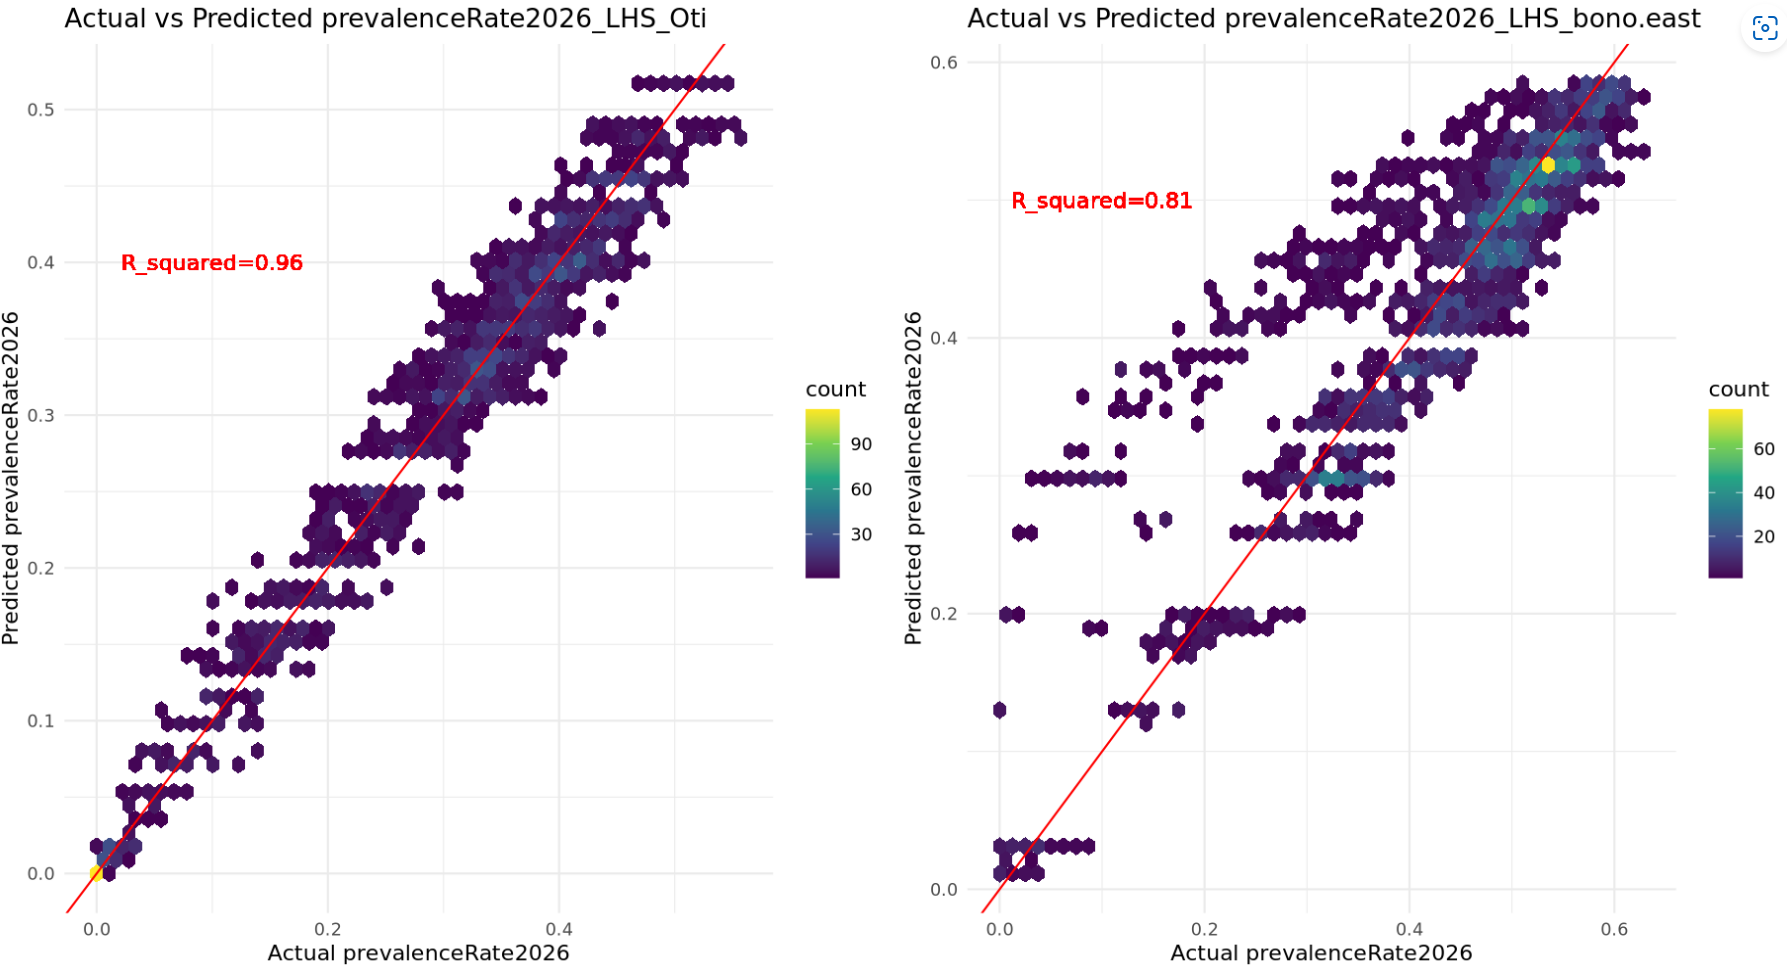 Actual vs Predicted prevalenceRate2026_LHS_Oti
Predicted prevalenceRate2026
0.5
0.4
0.3
0.2
0.1
0.0
R_squared=0.96
0.0
0.2
0.4
Actual prevalenceRate2026
count
90
60
30
Actual vs Predicted prevalenceRate2026_LHS_bono.east
Predicted prevalenceRate2026
0.6
0.4
0.2
0.0
R_squared=0.81
0.0
0.2
0.4
0.6
Actual prevalenceRate2026
count
60
40
20